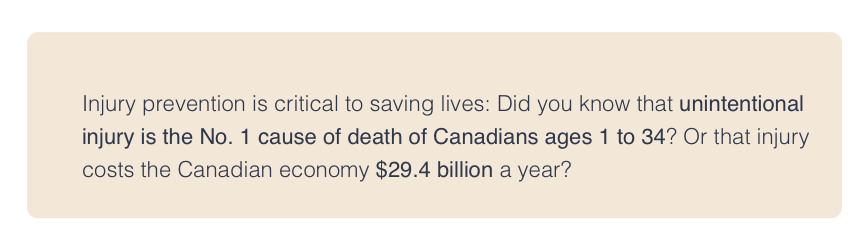 Injury prevention is critical to saving lives: Did you know that unintentional
injury is the No. 1 cause of death of Canadians ages 1 to 34? Or that injury
costs the Canadian economy $29.4 billion a year?